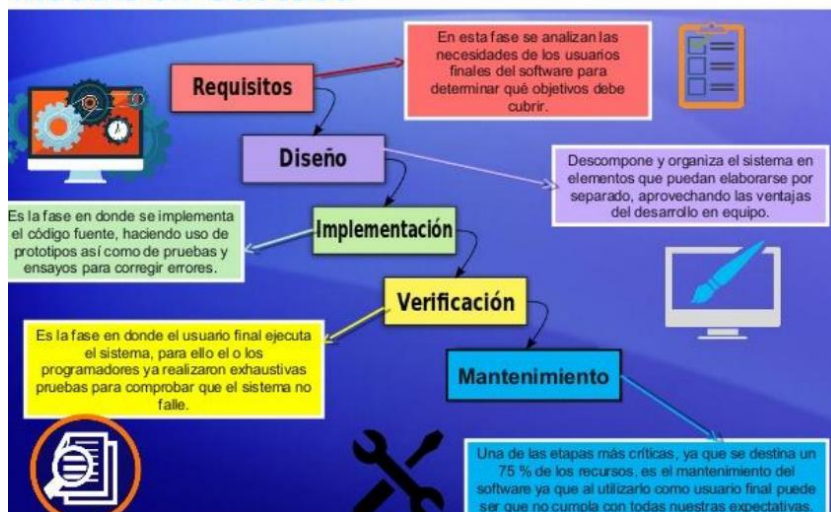 Requisitos
En esta fase se analizan las
necesidades de los usuarios
finales del software para
determinar qué objetivos debe
cubrir.
Diseño
Descompone y organiza el sistema en
elementos que puedan elaborarse por
separado, aprovechando las ventajas
del desarrollo en equipo.
Implementación
Es la fase en donde se implementa
el código fuente, haciendo uso de
prototipos así como de pruebas y
ensayos para corregir errores.
Verificación
Es la fase en donde el usuario final ejecuta
el sistema, para ello el o los
programadores ya realizaron exhaustivas
pruebas para comprobar que el sistema no
falle.
Mantenimiento
Una de las etapas más críticas, ya que se destina un
75 % de los recursos, es el mantenimiento del
software ya que al utilizarlo como usuario final puede
ser que no cumpla con todas nuestras expectativas.